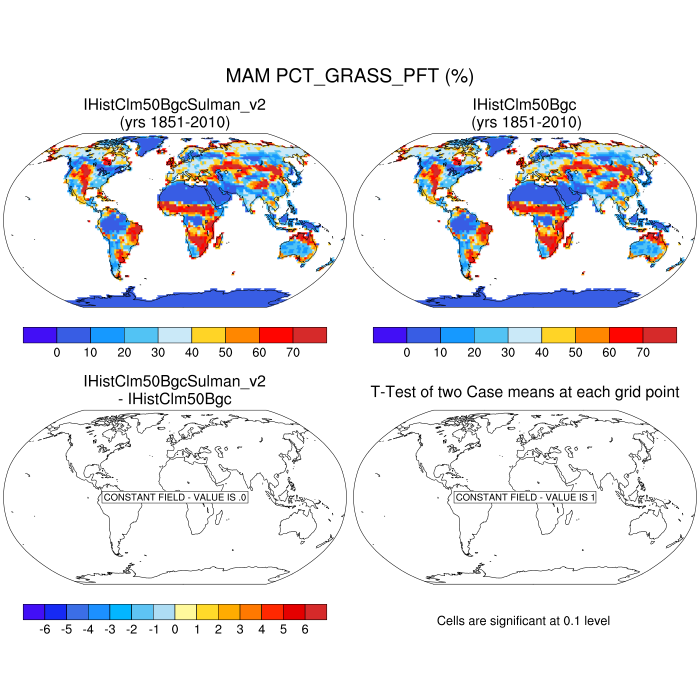 MAM PCT_GRASS_PFT (%)
IHistClm50BgcSulman_v2
(yrs 1851-2010)
IHistClm50Bgc
(yrs 1851-2010)
0 10 20 30 40 50 60 70
0 10 20 30 40 50 60 70
IHistClm50BgcSulman_v2
- IHistClm50Bgc
T-Test of two Case means at each grid point
CONSTANT FIELD - VALUE IS .0
CONSTANT FIELD - VALUE IS 1
-6 -5 -4 -3 -2 -1 0 1 2 3 4 5 6
Cells are significant at 0.1 level